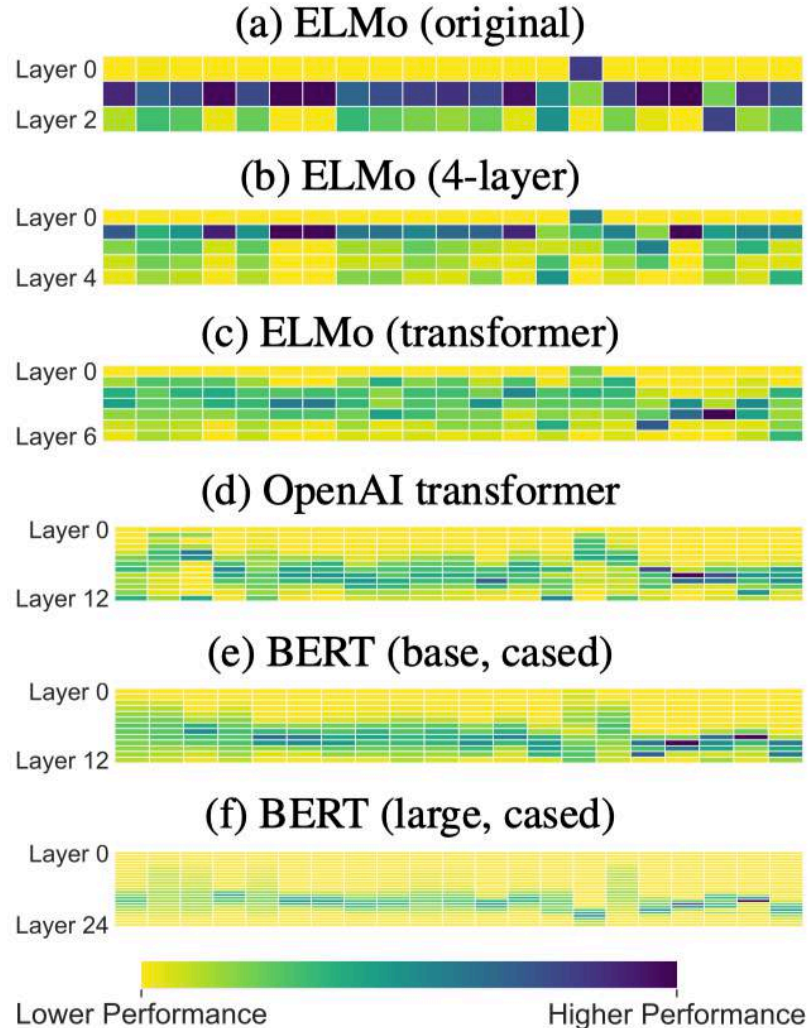 (a) ELMo (original)
Layer 0
Layer 2
(b) ELMo (4-layer)
Layer 0
Layer 4
(c) ELMo (transformer)
Layer 0
Layer 6
(d) OpenAI transformer
Layer 0
Layer 12
(e) BERT (base, cased)
Layer 0
Layer 12
(f) BERT (large, cased)
Layer 0
Layer 24
Lower Performance Higher Performance